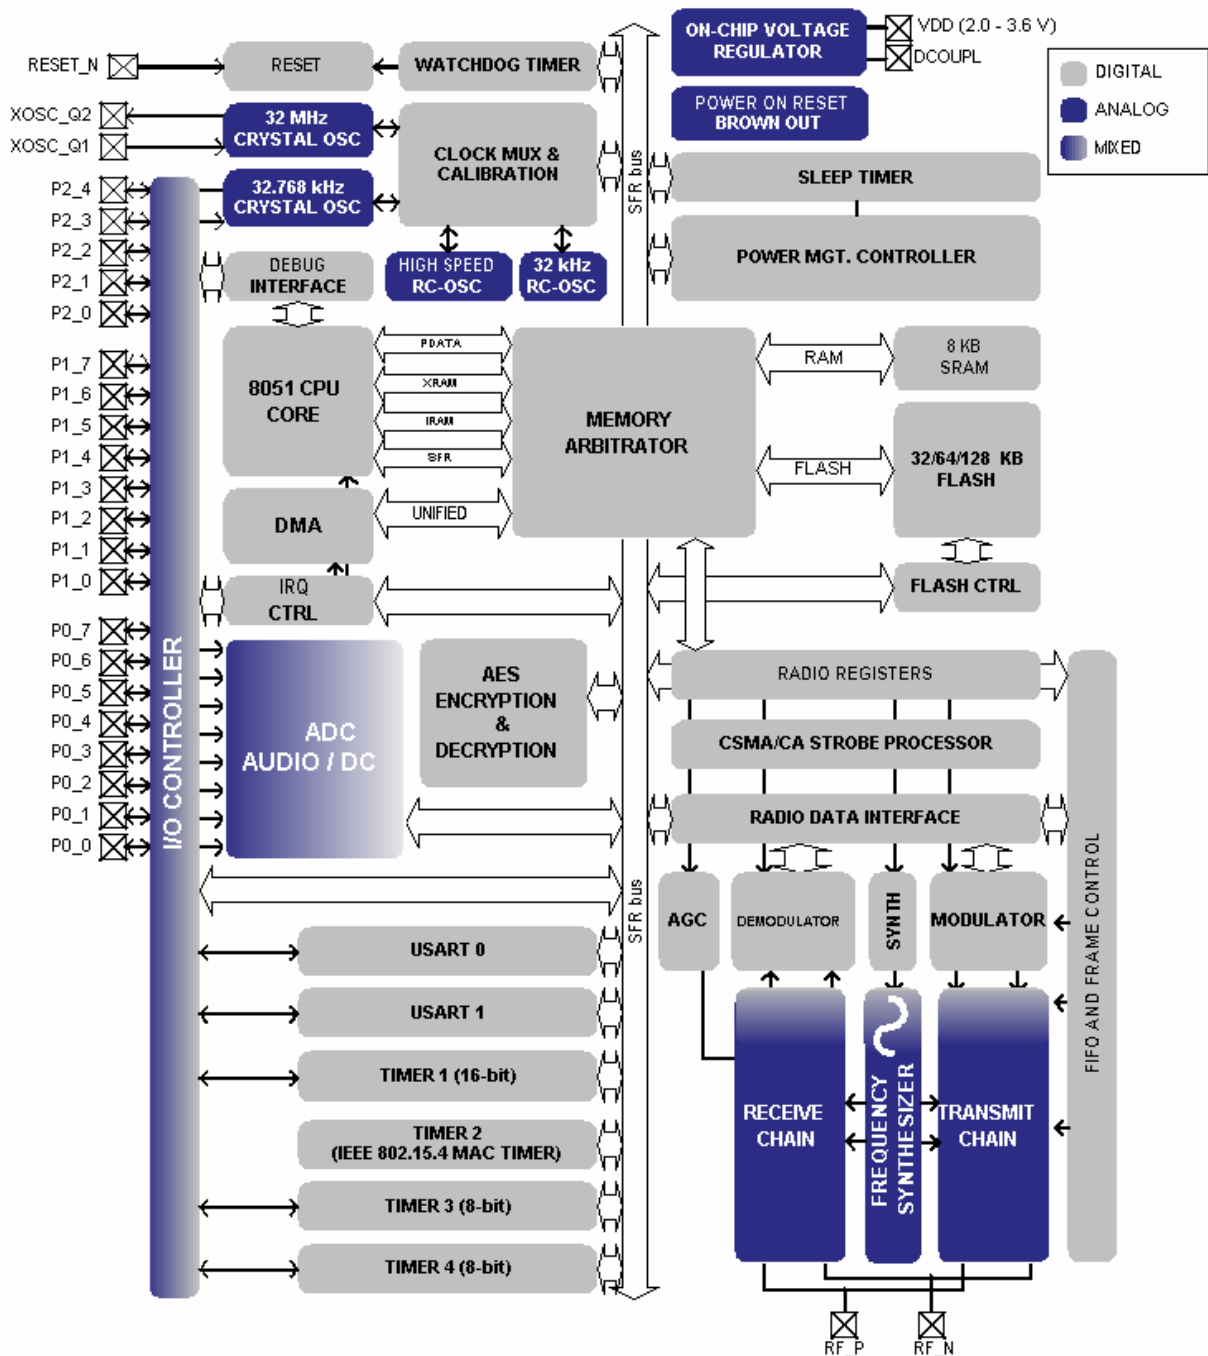 RESET_N
XOSC_Q2
XOSC_Q1
P2_4
P2_3
P2_2
P2_1
P2_0
P1_7
P1_6
P1_5
P1_4
P1_3
P1_2
P1_1
P1_0
P0_7
P0_6
P0_5
P0_4
P0_3
P0_2
P0_1
P0_0
I/O CONTROLLER
RESET
WATCHDOG TIMER
32 MHz
CRYSTAL OSC
32.768 kHz
CRYSTAL OSC
CLOCK MUX &
CALIBRATION
DEBUG
INTERFACE
HIGH SPEED
RC-OSC
32 kHz
RC-OSC
SFR bus
ON-CHIP VOLTAGE
REGULATOR
VDD (2.0 - 3.6 V)
DCOUPL
POWER ON RESET
BROWN OUT
DIGITAL
ANALOG
MIXED
SLEEP TIMER
POWER MGT. CONTROLLER
8051 CPU
CORE
PDATA
XRAM
IRAM
SFR
DMA
UNIFIED
MEMORY
ARBITRATOR
RAM
8 KB
SRAM
FLASH
32/64/128 KB
FLASH
IRQ
CTRL
FLASH CTRL
ADC
AUDIO / DC
AES
ENCRYPTION
&
DECRYPTION
RADIO REGISTERS
CSMA/CA STROBE PROCESSOR
RADIO DATA INTERFACE
FIFO AND FRAME CONTROL
SFR bus
AGC
DEMODULATOR
SYNTH
MODULATOR
USART 0
USART 1
TIMER 1 (16-bit)
TIMER 2
(IEEE 802.15.4 MAC TIMER)
TIMER 3 (8-bit)
TIMER 4 (8-bit)
RECEIVE
CHAIN
FREQUENCY
SYNTHESIZER
TRANSMIT
CHAIN
RF_P
RF_N